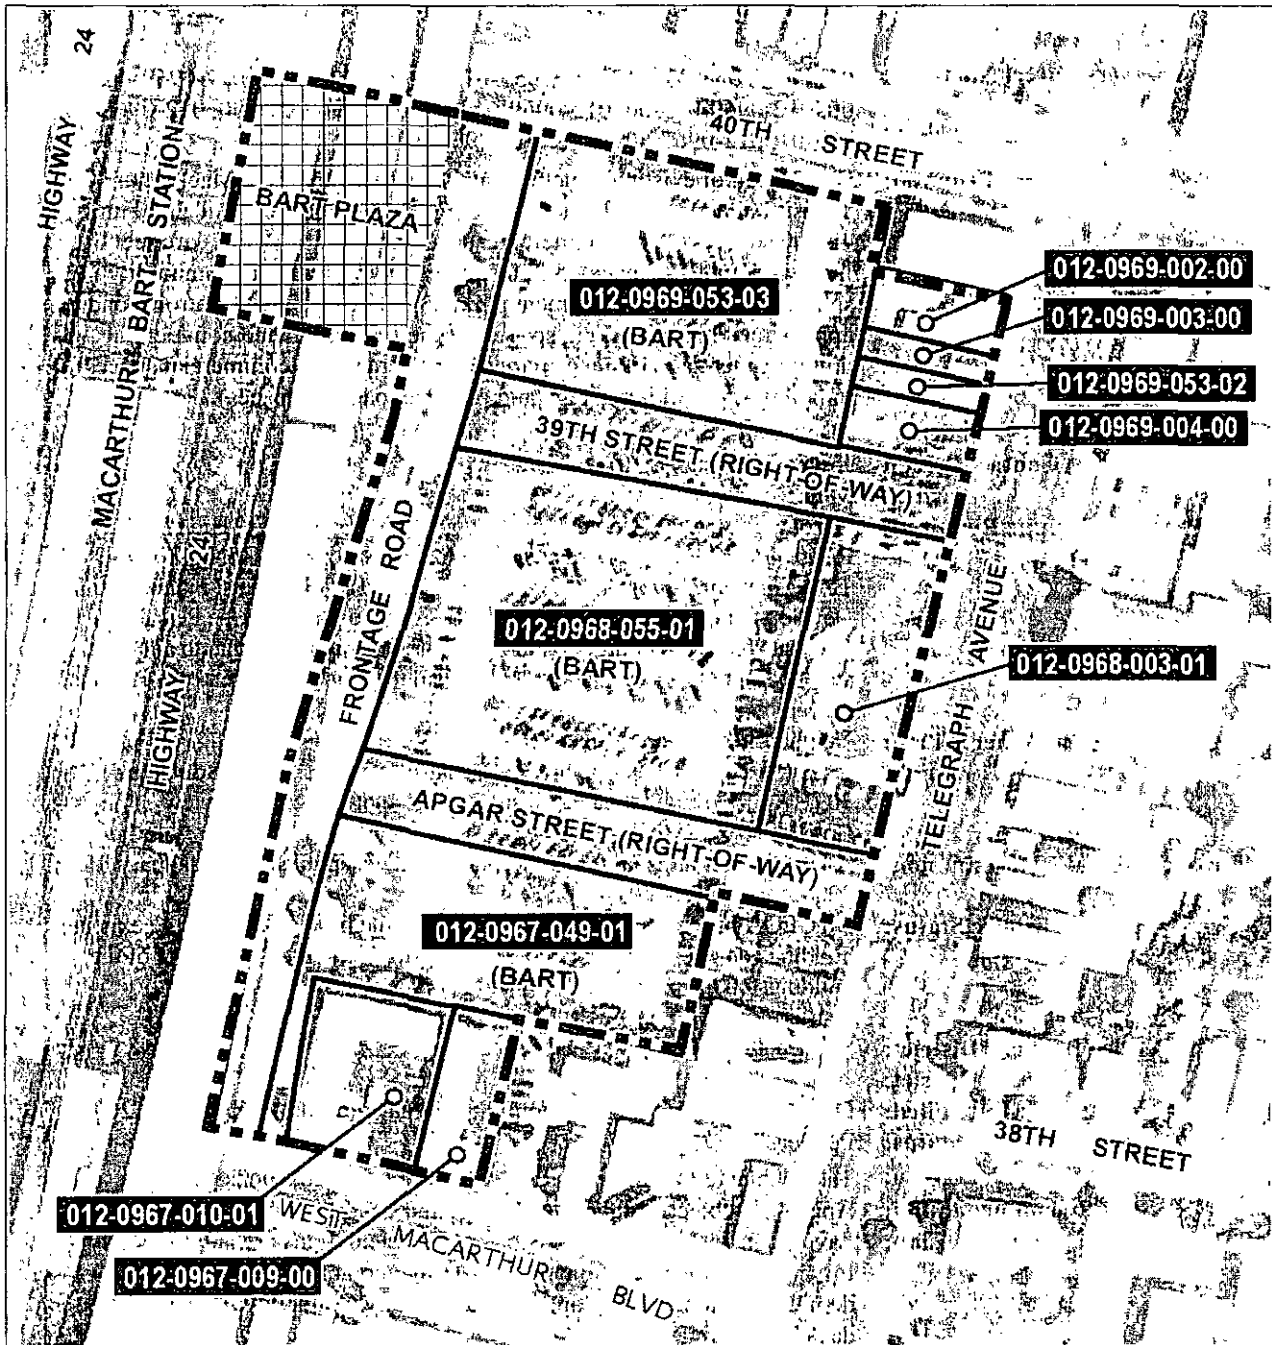 24
HIGHWAY
MACARTHUR BART STATION
BART PLAZA
40TH STREET
012-0969-053-03
(BART)
012-0969-002-00
012-0969-003-00
012-0969-053-02
012-0969-004-00
39TH STREET (RIGHT-OF-WAY)
FRONTAGE ROAD
HIGHWAY 24
012-0968-055-01
(BART)
012-0968-003-01
TELEGRAPH AVENUE
APGAR STREET (RIGHT-OF-WAY)
012-0967-049-01
(BART)
38TH STREET
012-0967-010-01
012-0967-009-00
WEST MACARTHUR BLVD